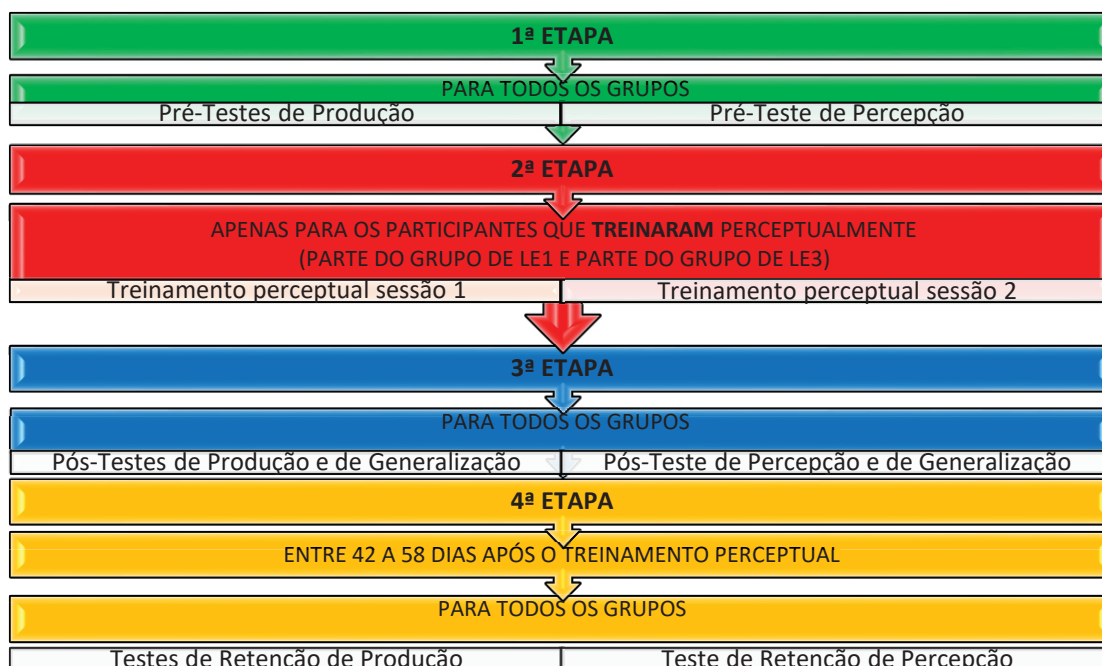 1ª ETAPA
PARA TODOS OS GRUPOS
Pré-Testes de Produção
Pré-Teste de Percepção
2ª ETAPA
APENAS PARA OS PARTICIPANTES QUE TREINARAM PERCEPTUALMENTE
(PARTE DO GRUPO DE LE1 E PARTE DO GRUPO DE LE3)
Treinamento perceptual sessão 1
Treinamento perceptual sessão 2
3ª ETAPA
PARA TODOS OS GRUPOS
Pós-Testes de Produção e de Generalização
Pós-Teste de Percepção e de Generalização
4ª ETAPA
ENTRE 42 A 58 DIAS APÓS O TREINAMENTO PERCEPTUAL
PARA TODOS OS GRUPOS
Testes de Retenção de Produção
Teste de Retenção de Percepção